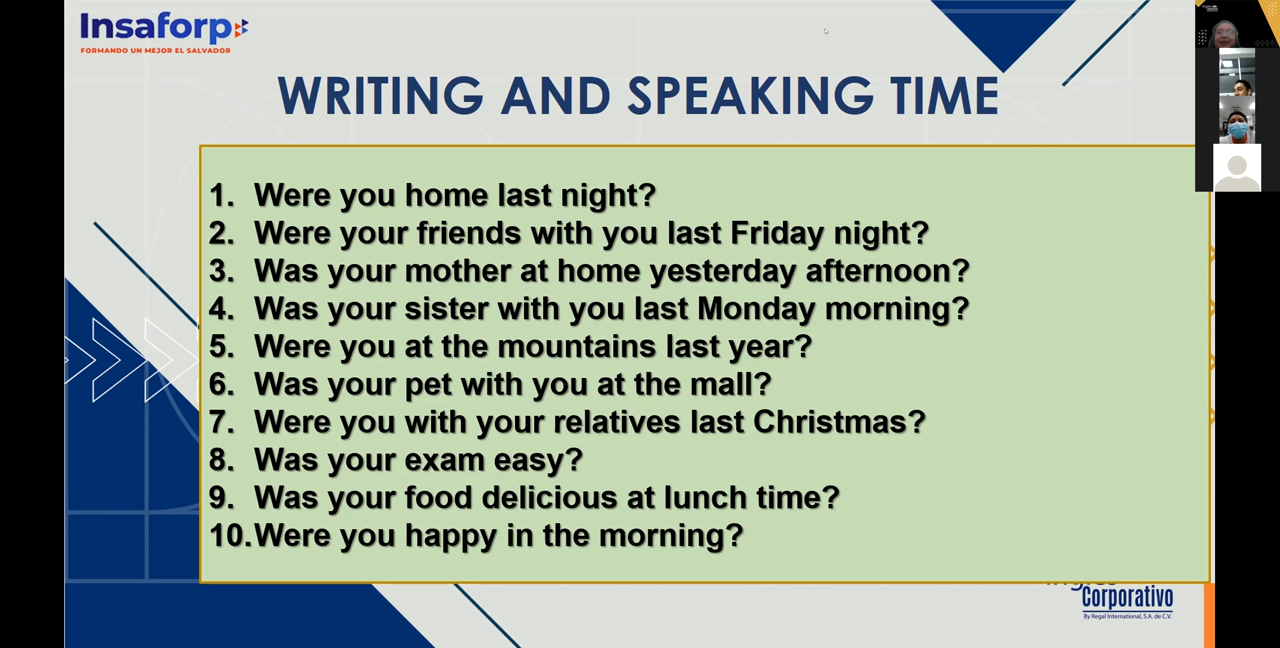 Insaforp
FORMANDO UN MEJOR EL SALVADOR
WRITING AND SPEAKING TIME
1. Were you home last night?
2. Were your friends with you last Friday night?
3. Was your mother at home yesterday afternoon?
4. Was your sister with you last Monday morning?
5. Were you at the mountains last year?
6. Was your pet with you at the mall?
7. Were you with your relatives last Christmas?
8. Was your exam easy?
9. Was your food delicious at lunch time?
10. Were you happy in the morning?
Corporativo
By Regal International, S.A. de C.V.